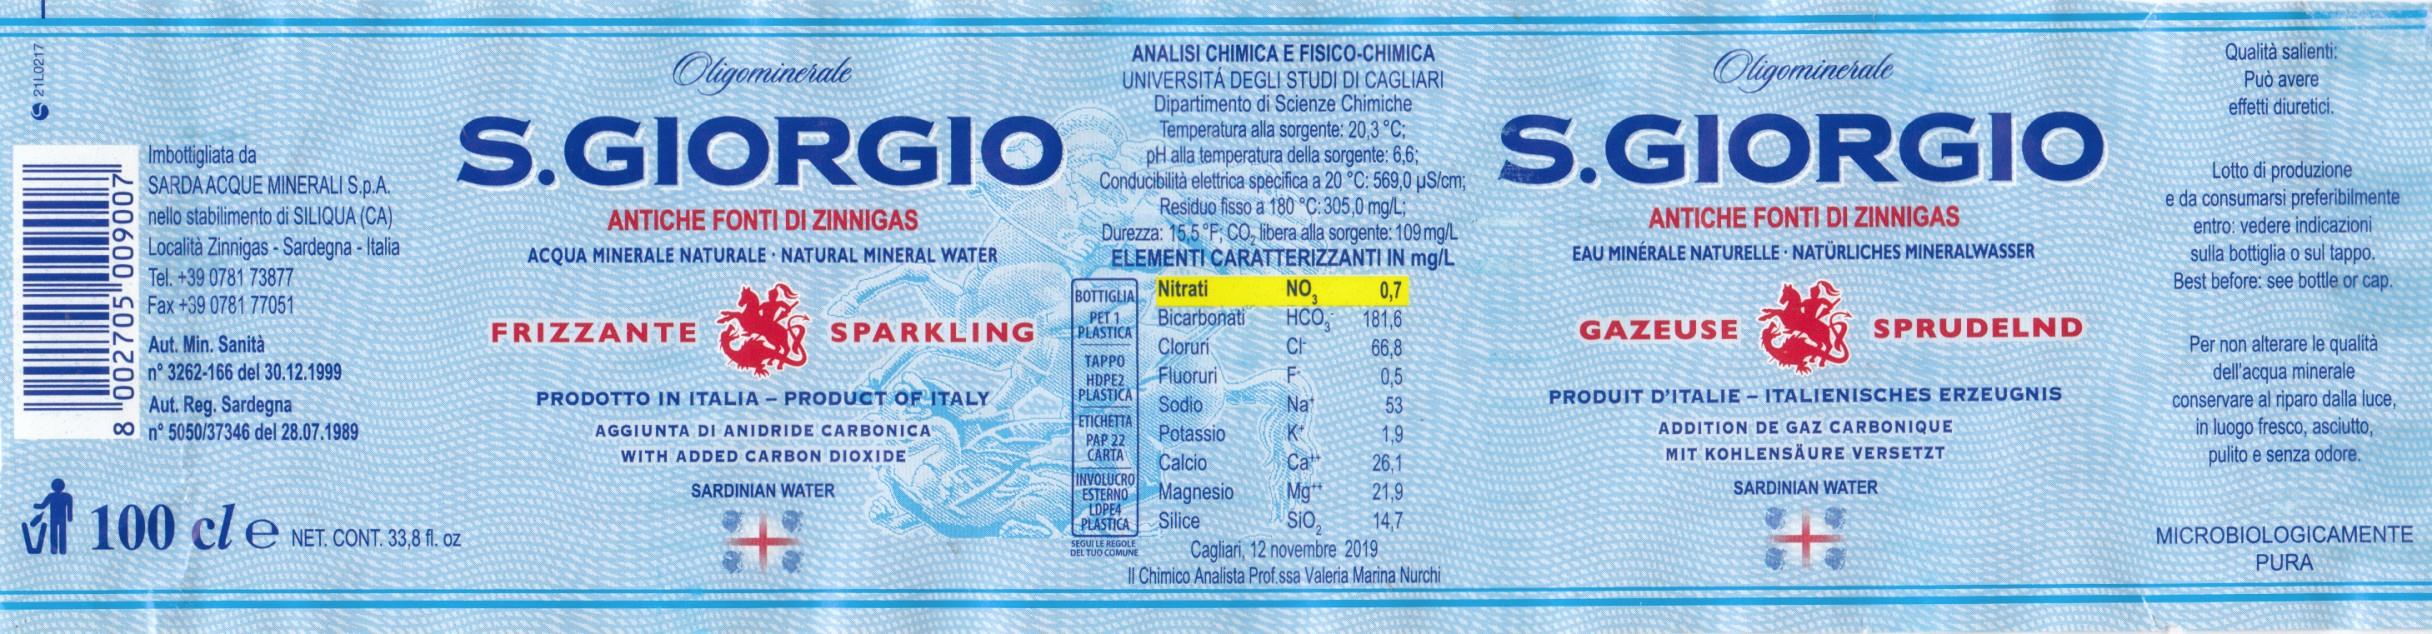 21L0217
Imbottigliata da
SARDA ACQUE MINERALI S.p.A.
nello stabilimento di SILIQUA (CA)
Località Zinnigas - Sardegna - Italia
Tel. +39 0781 73877
Fax +39 0781 77051
Aut. Min. Sanità
n° 3262-166 del 30.12.1999
Aut. Reg. Sardegna
n° 5050/37346 del 28.07.1989
8 002705 009007
100 cl e NET. CONT. 33,8 fl. oz
Oligominerale
S.GIORGIO
ANTICHE FONTI DI ZINNIGAS
ACQUA MINERALE NATURALE · NATURAL MINERAL WATER
FRIZZANTE SPARKLING
PRODOTTO IN ITALIA – PRODUCT OF ITALY
AGGIUNTA DI ANIDRIDE CARBONICA
WITH ADDED CARBON DIOXIDE
SARDINIAN WATER
ANALISI CHIMICA E FISICO-CHIMICA
UNIVERSITÁ DEGLI STUDI DI CAGLIARI
Dipartimento di Scienze Chimiche
Temperatura alla sorgente: 20,3 °C;
pH alla temperatura della sorgente: 6,6;
Conducibilità elettrica specifica a 20 °C: 569,0 µS/cm;
Residuo fisso a 180 °C: 305,0 mg/L;
Durezza: 15,5 °F; CO₂ libera alla sorgente: 109 mg/L
ELEMENTI CARATTERIZZANTI IN mg/L
Nitrati NO₃ 0,7
Bicarbonati HCO₃⁻ 181,6
Cloruri Cl⁻ 66,8
Fluoruri F⁻ 0,5
Sodio Na⁺ 53
Potassio K⁺ 1,9
Calcio Ca⁺⁺ 26,1
Magnesio Mg⁺⁺ 21,9
Silice SiO₂ 14,7
Cagliari, 12 novembre 2019
Il Chimico Analista Prof.ssa Valeria Marina Nurchi
BOTTIGLIA
PET 1
PLASTICA
TAPPO
HDPE2
PLASTICA
ETICHETTA
PAP 22
CARTA
INVOLUCRO
ESTERNO
LDPE4
PLASTICA
SEGUI LE REGOLE
DEL TUO COMUNE
Oligominerale
S.GIORGIO
ANTICHE FONTI DI ZINNIGAS
EAU MINÉRALE NATURELLE · NATÜRLICHES MINERALWASSER
GAZEUSE SPRUDELND
PRODUIT D'ITALIE – ITALIENISCHES ERZEUGNIS
ADDITION DE GAZ CARBONIQUE
MIT KOHLENSÄURE VERSETZT
SARDINIAN WATER
Qualità salienti:
Può avere
effetti diuretici.
Lotto di produzione
e da consumarsi preferibilmente
entro: vedere indicazioni
sulla bottiglia o sul tappo.
Best before: see bottle or cap.
Per non alterare le qualità
dell'acqua minerale
conservare al riparo dalla luce,
in luogo fresco, asciutto,
pulito e senza odore.
MICROBIOLOGICAMENTE
PURA